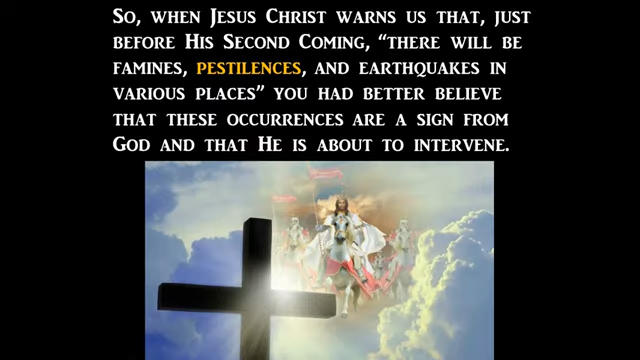 So, when Jesus Christ warns us that, just
before His Second Coming, “there will be
famines, pestilences, and earthquakes in
various places” you had better believe
that these occurrences are a sign from
God and that He is about to intervene.